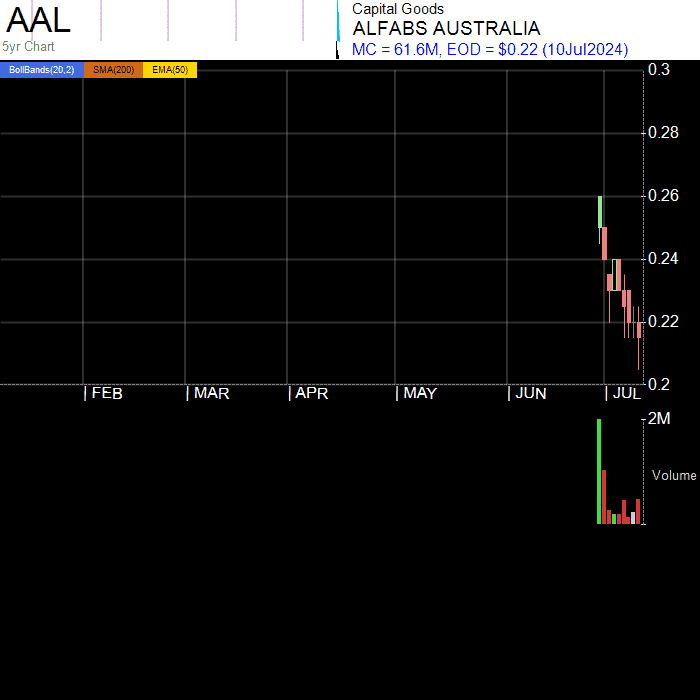 AAL
5yr Chart
Capital Goods
ALFABS AUSTRALIA
MC = 61.6M, EOD = $0.22 (10Jul2024)
BollBands(20,2) SMA(200) EMA(50)
0.3
0.28
0.26
0.24
0.22
0.2
| FEB | MAR | APR | MAY | JUN | JUL
2M
Volume